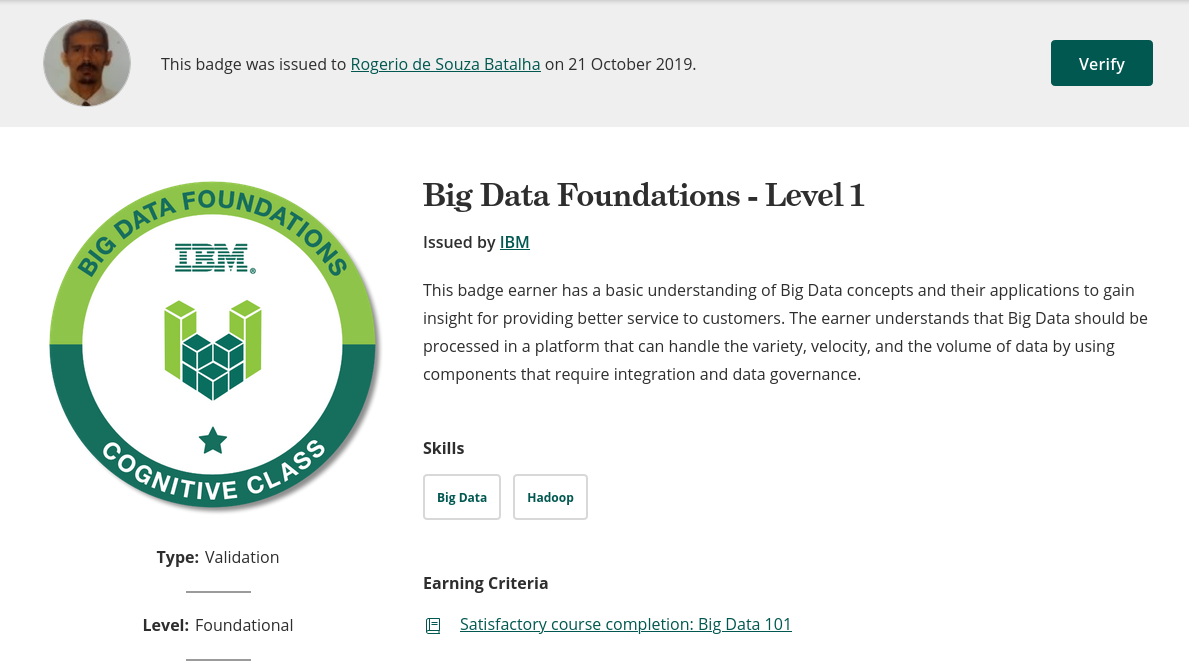 This badge was issued to Rogerio de Souza Batalha on 21 October 2019.
Verify
BIG DATA FOUNDATIONS
IBM®
COGNITIVE CLASS
Type: Validation
Level: Foundational
Big Data Foundations - Level 1
Issued by IBM
This badge earner has a basic understanding of Big Data concepts and their applications to gain
insight for providing better service to customers. The earner understands that Big Data should be
processed in a platform that can handle the variety, velocity, and the volume of data by using
components that require integration and data governance.
Skills
Big Data
Hadoop
Earning Criteria
Satisfactory course completion: Big Data 101